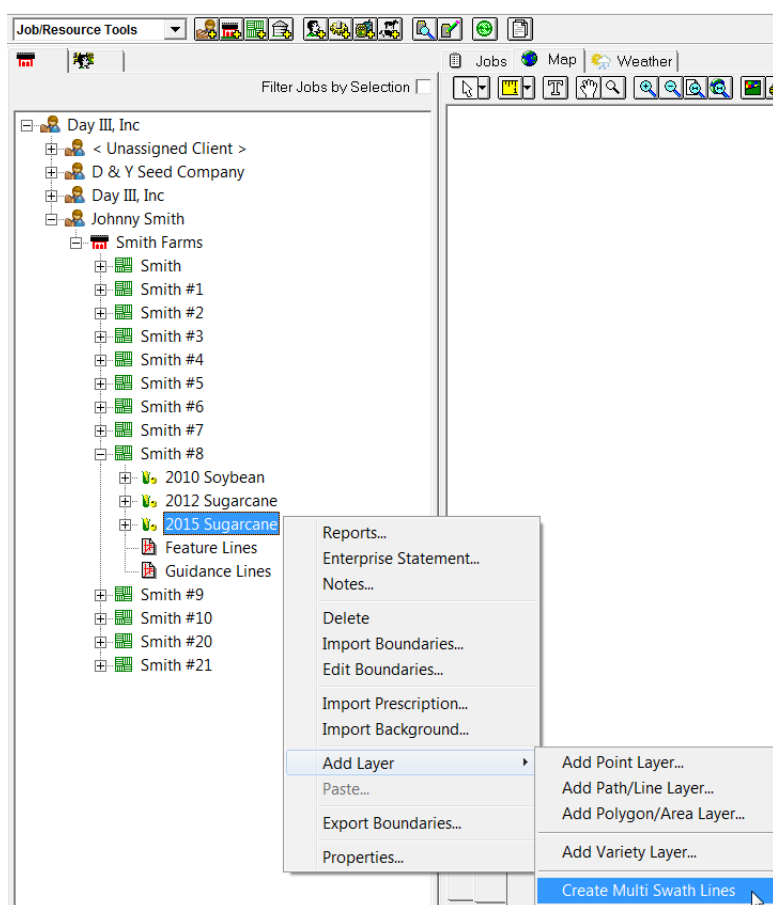 Job/Resource Tools
Jobs Map Weather
Filter Jobs by Selection
Day III, Inc
< Unassigned Client >
D & Y Seed Company
Day III, Inc
Johnny Smith
Smith Farms
Smith
Smith #1
Smith #2
Smith #3
Smith #4
Smith #5
Smith #6
Smith #7
Smith #8
2010 Soybean
2012 Sugarcane
2015 Sugarcane
Feature Lines
Guidance Lines
Smith #9
Smith #10
Smith #20
Smith #21
Reports...
Enterprise Statement...
Notes...
Delete
Import Boundaries...
Edit Boundaries...
Import Prescription...
Import Background...
Add Layer
Paste...
Export Boundaries...
Properties...
Add Point Layer...
Add Path/Line Layer...
Add Polygon/Area Layer...
Add Variety Layer...
Create Multi Swath Lines